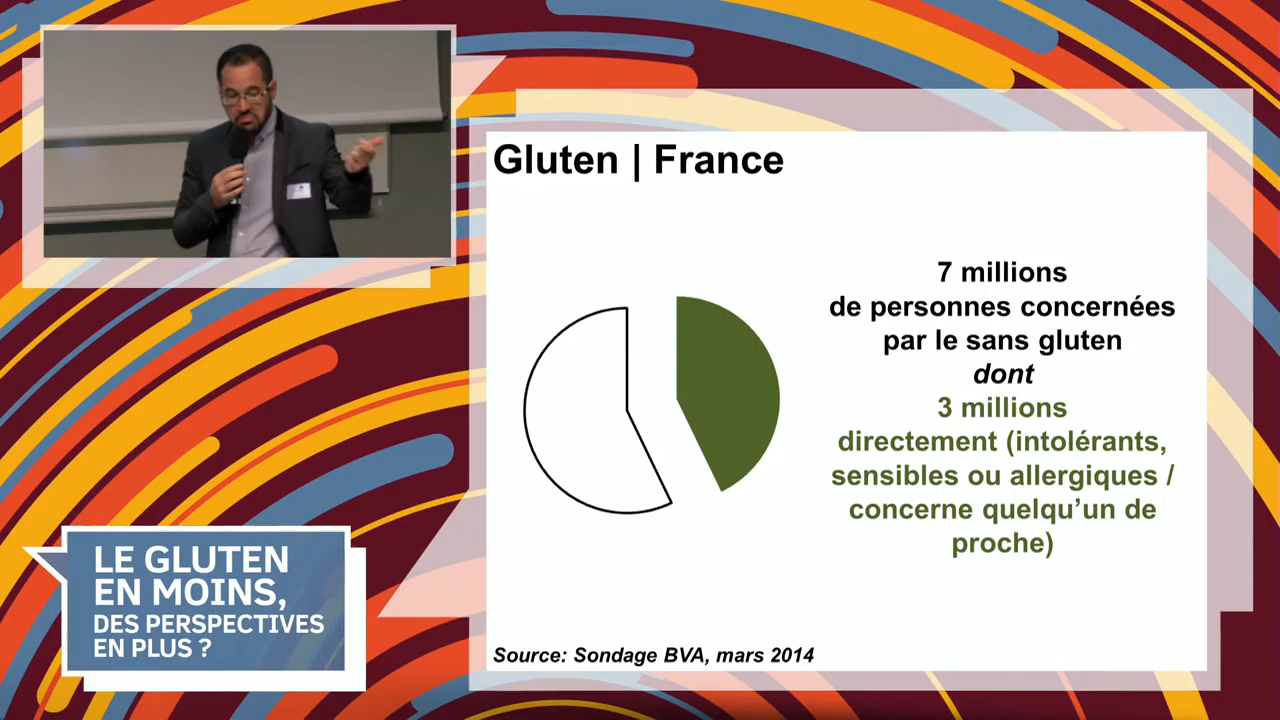 Gluten | France
7 millions
de personnes concernées
par le sans gluten
dont
3 millions
directement (intolérants,
sensibles ou allergiques /
concerne quelqu’un de
proche)
Source: Sondage BVA, mars 2014
LE GLUTEN
EN MOINS,
DES PERSPECTIVES
EN PLUS ?